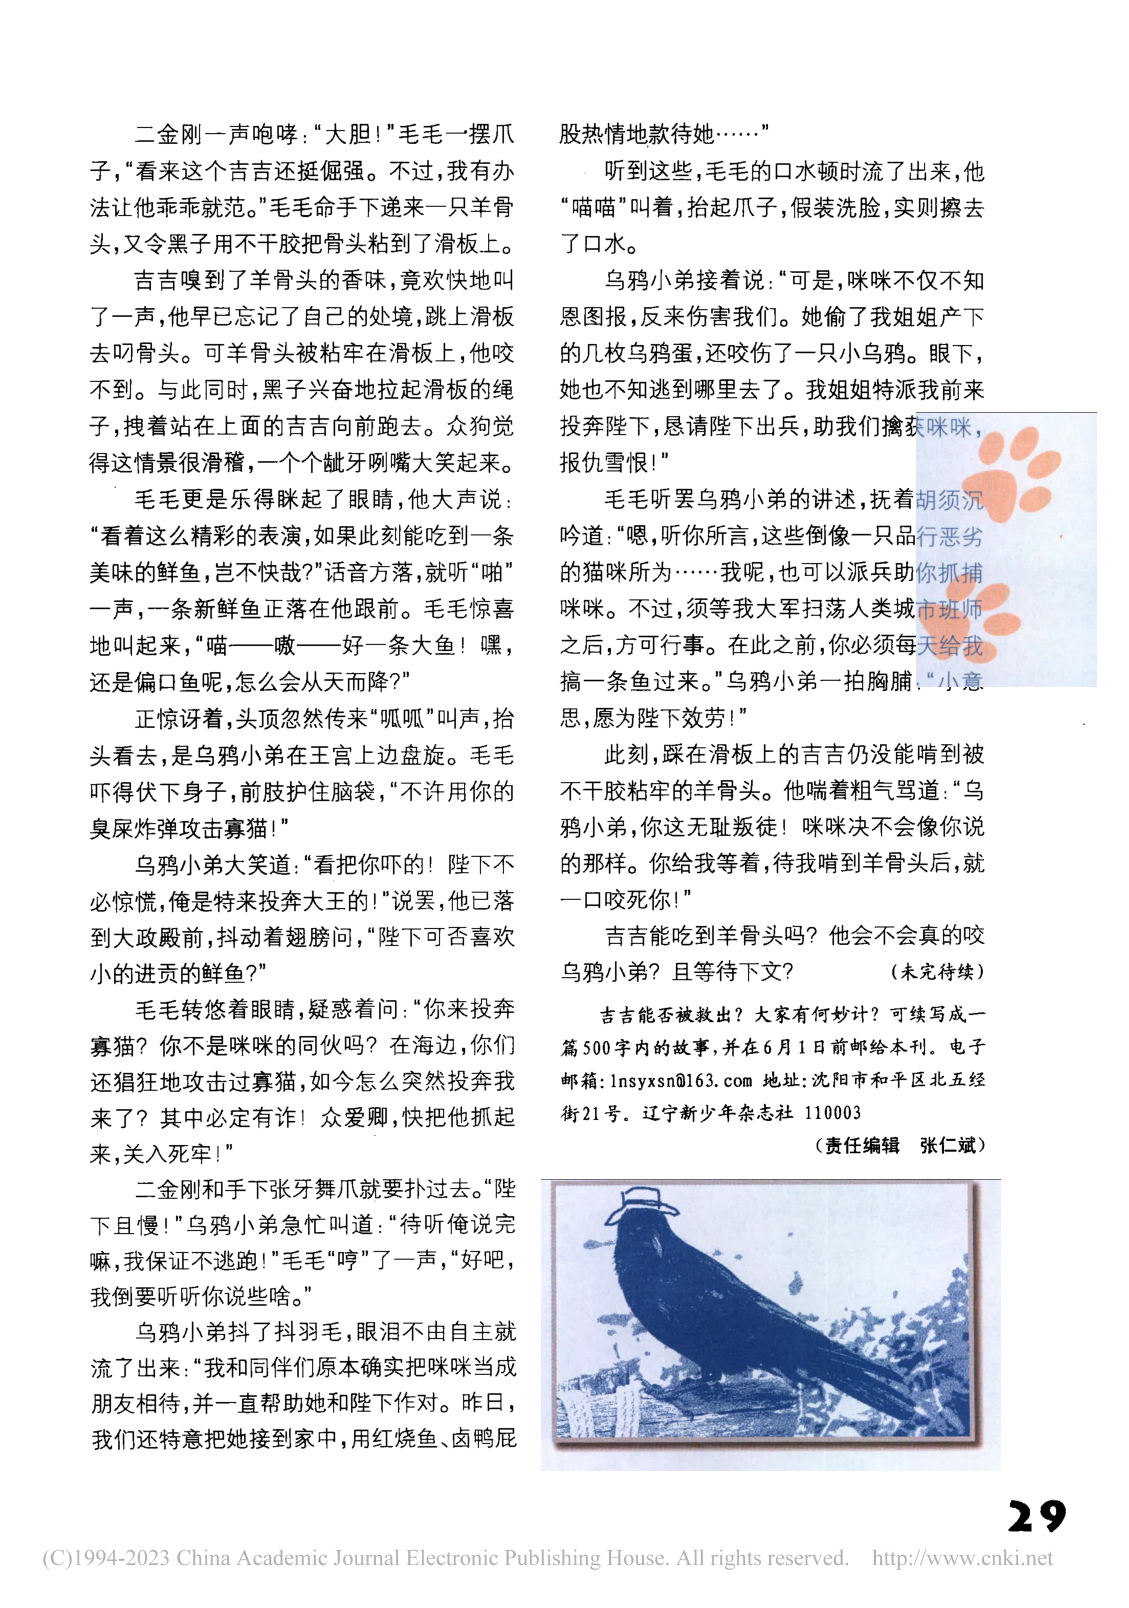 二金刚一声咆哮：“大胆！”毛毛一摆爪
子，“看来这个吉吉还挺倔强。不过，我有办
法让他乖乖就范。”毛毛命手下递来一只羊骨
头，又令黑子用不干胶把骨头粘到了滑板上。
吉吉嗅到了羊骨头的香味，竟欢快地叫
了一声，他早已忘记了自己的处境，跳上滑板
去叼骨头。可羊骨头被粘牢在滑板上，他咬
不到。与此同时，黑子兴奋地拉起滑板的绳
子，拽着站在上面的吉吉向前跑去。众狗觉
得这情景很滑稽，一个个龇牙咧嘴大笑起来。
毛毛更是乐得眯起了眼睛，他大声说：
“看着这么精彩的表演，如果此刻能吃到一条
美味的鲜鱼，岂不快哉？”话音方落，就听“啪”
一声，一条新鲜鱼正落在他跟前。毛毛惊喜
地叫起来，“喵——嗷——好一条大鱼！嘿，
还是偏口鱼呢，怎么会从天而降？”
正惊讶着，头顶忽然传来“呱呱”叫声，抬
头看去，是乌鸦小弟在王宫上边盘旋。毛毛
吓得伏下身子，前肢护住脑袋，“不许用你的
臭屎炸弹攻击寡猫！”
乌鸦小弟大笑道：“看把你吓的！陛下不
必惊慌，俺是特来投奔大王的！”说罢，他已落
到大政殿前，抖动着翅膀问，“陛下可否喜欢
小的进贡的鲜鱼？”
毛毛转悠着眼睛，疑惑着问：“你来投奔
寡猫？你不是咪咪的同伙吗？在海边，你们
还猖狂地攻击过寡猫，如今怎么突然投奔我
来了？其中必定有诈！众爱卿，快把他抓起
来，关入死牢！”
二金刚和手下张牙舞爪就要扑过去。“陛
下且慢！”乌鸦小弟急忙叫道：“待听俺说完
嘛，我保证不逃跑！”毛毛“哼”了一声，“好吧，
我倒要听听你说些啥。”
乌鸦小弟抖了抖羽毛，眼泪不由自主就
流了出来：“我和同伴们原本确实把咪咪当成
朋友相待，并一直帮助她和陛下作对。昨日，
我们还特意把她接到家中，用红烧鱼、卤鸭屁
股热情地款待她……”
听到这些，毛毛的口水顿时流了出来，他
“喵喵”叫着，抬起爪子，假装洗脸，实则擦去
了口水。
乌鸦小弟接着说：“可是，咪咪不仅不知
恩图报，反来伤害我们。她偷了我姐姐产下
的几枚乌鸦蛋，还咬伤了一只小乌鸦。眼下，
她也不知逃到哪里去了。我姐姐特派我前来
投奔陛下，恳请陛下出兵，助我们擒获咪咪，
报仇雪恨！”
毛毛听罢乌鸦小弟的讲述，抚着胡须沉
吟道：“嗯，听你所言，这些倒像一只品行恶劣
的猫咪所为……我呢，也可以派兵助你抓捕
咪咪。不过，须等我大军扫荡人类城市班师
之后，方可行事。在此之前，你必须每天给我
搞一条鱼过来。”乌鸦小弟一拍胸脯：“小意
思，愿为陛下效劳！”
此刻，踩在滑板上的吉吉仍没能啃到被
不干胶粘牢的羊骨头。他喘着粗气骂道：“乌
鸦小弟，你这无耻叛徒！咪咪决不会像你说
的那样。你给我等着，待我啃到羊骨头后，就
一口咬死你！”
吉吉能吃到羊骨头吗？他会不会真的咬
乌鸦小弟？且等待下文？（未完待续）
吉吉能否被救出？大家有何妙计？可续写成一
篇500字内的故事，并在6月1日前邮给本刊。电子
邮箱：lnsyxsn@163.com 地址：沈阳市和平区北五经
街21号。辽宁新少年杂志社 110003
（责任编辑 张仁斌）
29
(C)1994-2023 China Academic Journal Electronic Publishing House. All rights reserved. http://www.cnki.net